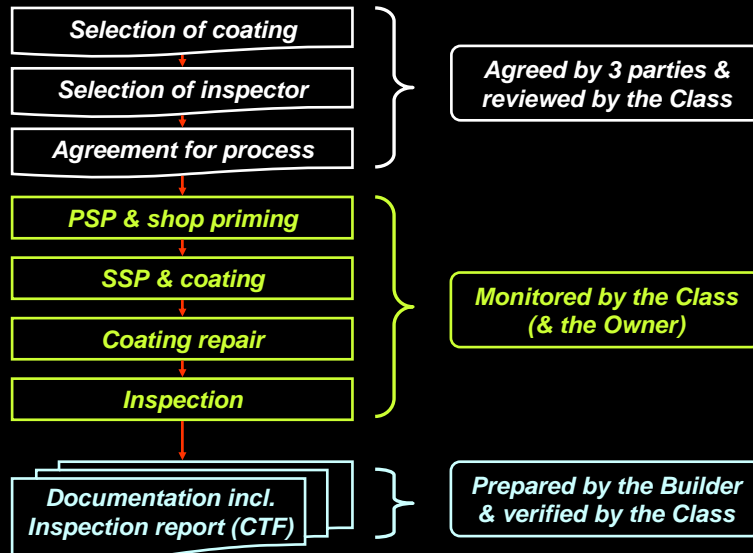 Selection of coating
Selection of inspector
Agreement for process
Agreed by 3 parties &
reviewed by the Class
PSP & shop priming
SSP & coating
Coating repair
Inspection
Monitored by the Class
(& the Owner)
Documentation incl.
Inspection report (CTF)
Prepared by the Builder
& verified by the Class